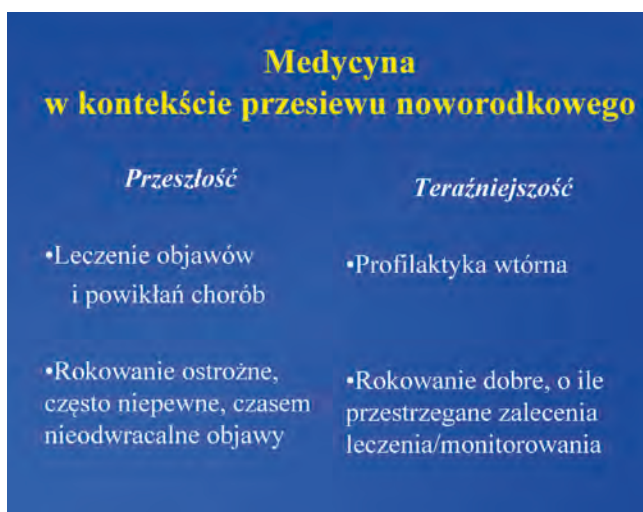 Medycyna
w kontekście przesiewu noworodkowego
Przeszłość
•Leczenie objawów
i powikłań chorób
•Rokowanie ostrożne,
często niepewne, czasem
nieodwracalne objawy
Teraźniejszość
•Profilaktyka wtórna
•Rokowanie dobre, o ile
przestrzegane zalecenia
leczenia/monitorowania